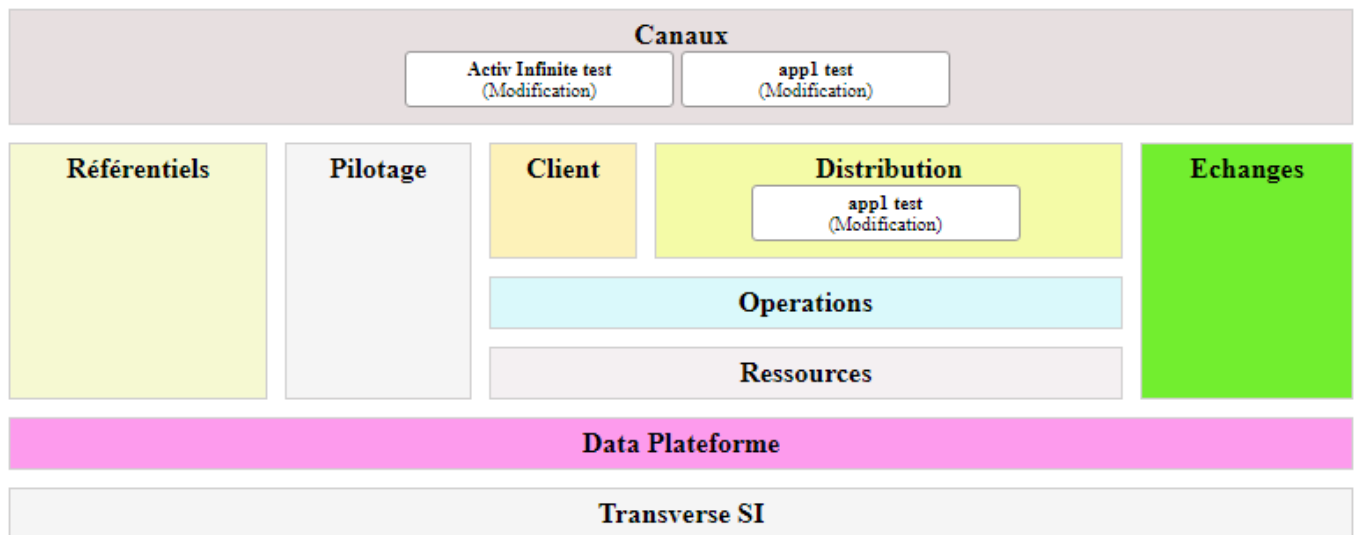 Canaux
Activ Infinite test
(Modification)
app1 test
(Modification)
Référentiels
Pilotage
Client
Distribution
app1 test
(Modification)
Echanges
Operations
Ressources
Data Plateforme
Transverse SI